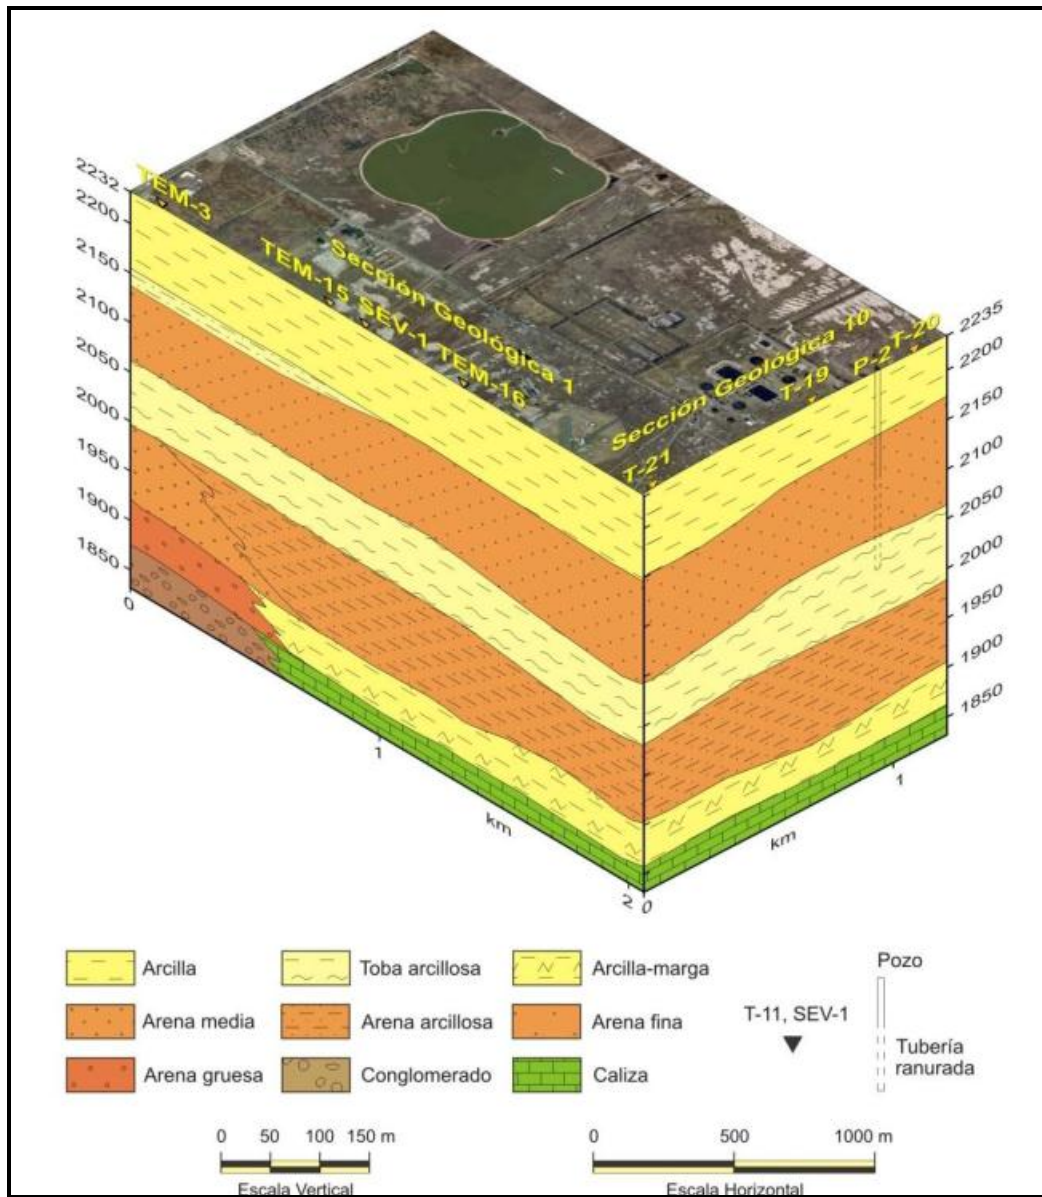 TEM-3
TEM-15 SEV-1 TEM-16
Sección Geológica 1
Sección Geológica 10
T-21
T-19
P-2
T-20
2232
2200
2150
2100
2050
2000
1950
1900
1850
2235
2200
2150
2100
2050
2000
1950
1900
1850
0
1
km
2
0
km
1
Arcilla
Toba arcillosa
Arcilla-marga
Arena media
Arena arcillosa
Arena fina
Arena gruesa
Conglomerado
Caliza
T-11, SEV-1
Pozo
Tubería
ranurada
0 50 100 150 m
Escala Vertical
0 500 1000 m
Escala Horizontal